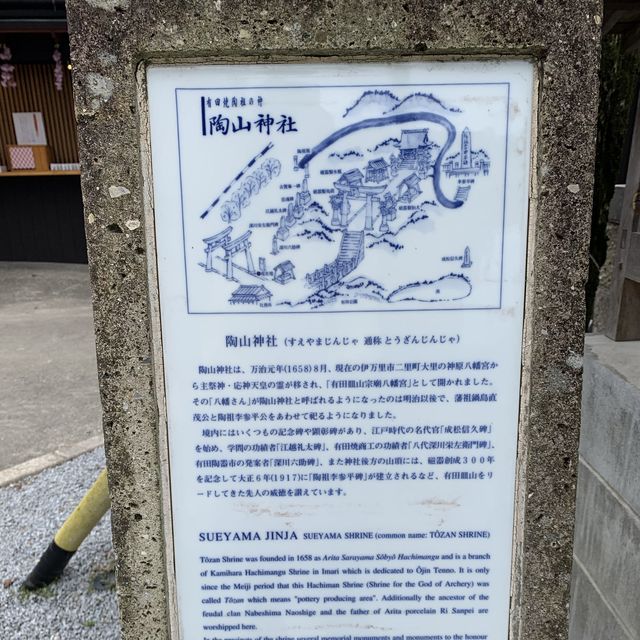 有田焼陶祖の神
陶山神社
陶山神社 (すえやまじんじゃ 通称 とうざんじんじゃ)
陶山神社は、万治元年(1658)8月、現在の伊万里市二里町大里の神原八幡宮か
ら主祭神・応神天皇の霊が移され、「有田皿山宗廟八幡宮」として開かれました。
その「八幡さん」が陶山神社と呼ばれるようになったのは明治以後で、藩祖鍋島直
茂公と陶祖李参平公をあわせて祀るようになりました。
境内にはいくつもの記念碑や顕彰碑があり、江戸時代の名代官「成松信久碑」
を始め、学問の功績者「江越礼太碑」、有田焼商工の功績者「八代深川栄左衛門碑」、
有田陶器市の発案者「深川六助碑」、また神社後方の山頂には、磁器創成300年
を記念して大正6年(1917)に「陶祖李参平碑」が建立されるなど、有田皿山をリ
ードしてきた先人の威徳を讃えています。
SUEYAMA JINJA SUEYAMA SHRINE (common name: TŌZAN SHRINE)
Tōzan Shrine was founded in 1658 as Arita Sarayama Sōbyō Hachimangu and is a branch
of Kamihara Hachimangu Shrine in Imari which is dedicated to Ōjin Tenno. It is only
since the Meiji period that this Hachiman Shrine (Shrine for the God of Archery) was
called Tōzan which means "pottery producing area". Additionally the ancestor of the
feudal clan Nabeshima Naoshige and the father of Arita porcelain Ri Sanpei are
worshipped here.
In the precincts of the shrine several memorial monuments and monuments to the honour